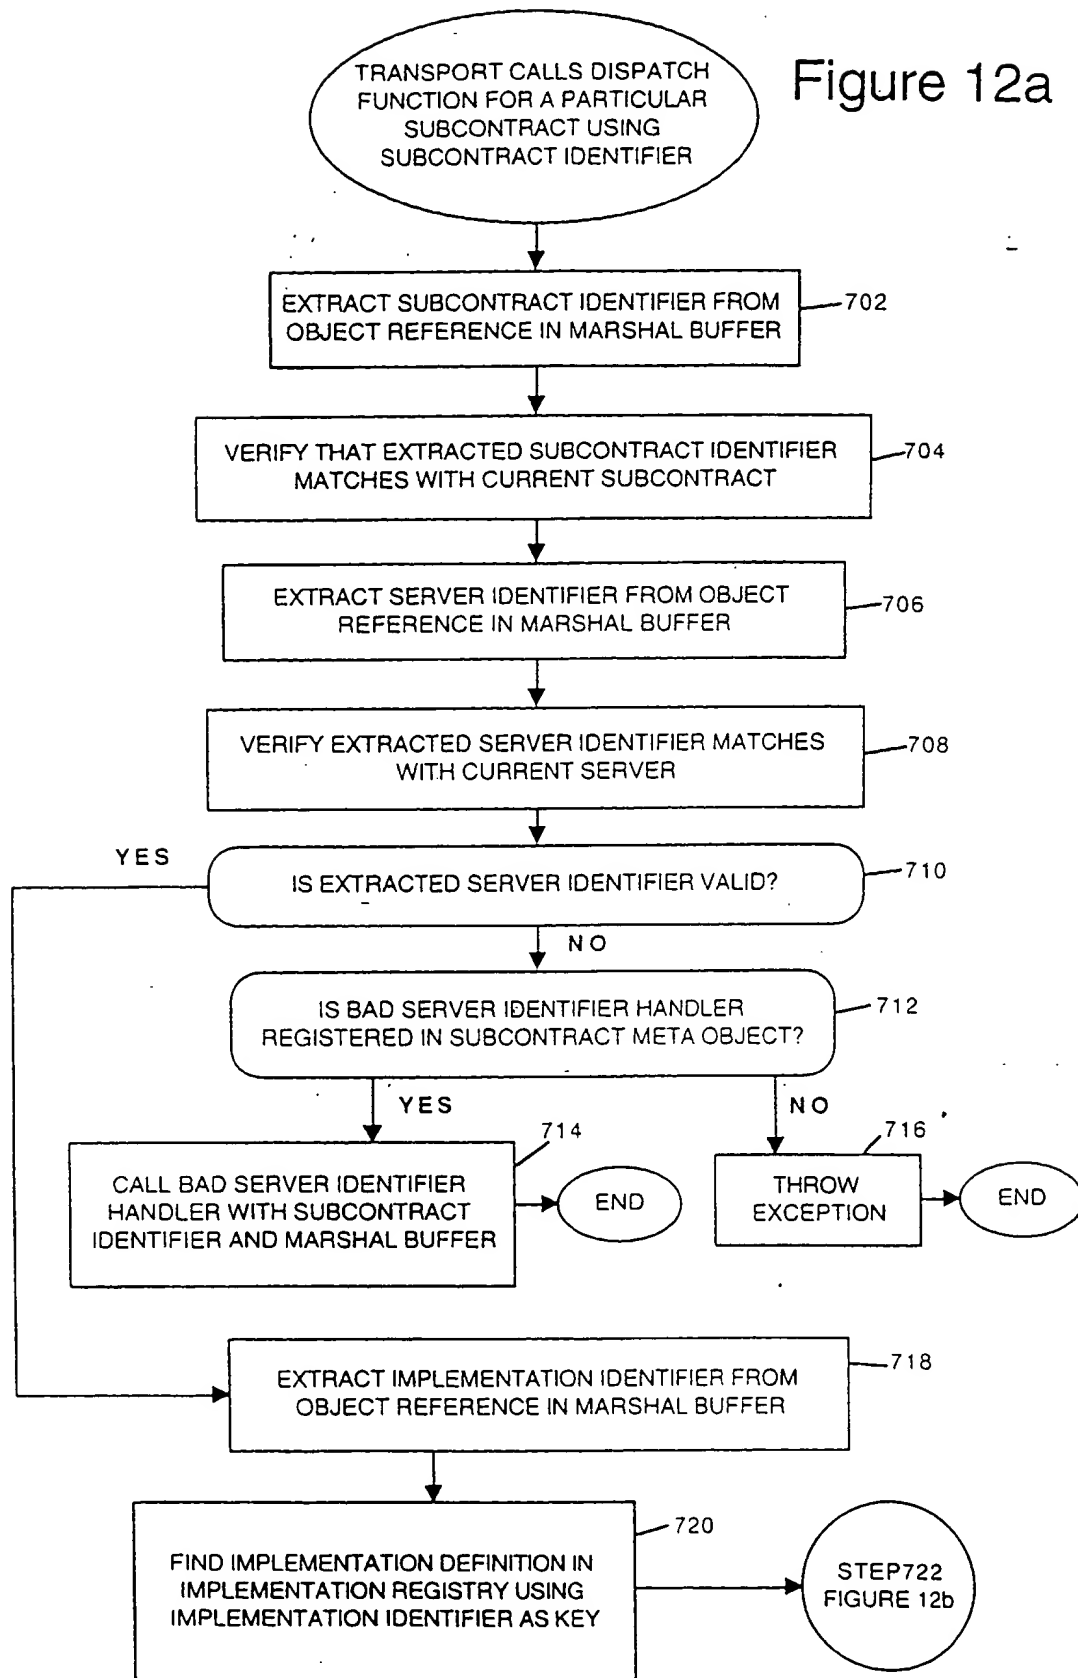 Figure 12a
TRANSPORT CALLS DISPATCH
FUNCTION FOR A PARTICULAR
SUBCONTRACT USING
SUBCONTRACT IDENTIFIER
EXTRACT SUBCONTRACT IDENTIFIER FROM
OBJECT REFERENCE IN MARSHAL BUFFER
702
VERIFY THAT EXTRACTED SUBCONTRACT IDENTIFIER
MATCHES WITH CURRENT SUBCONTRACT
704
EXTRACT SERVER IDENTIFIER FROM OBJECT
REFERENCE IN MARSHAL BUFFER
706
VERIFY EXTRACTED SERVER IDENTIFIER MATCHES
WITH CURRENT SERVER
708
YES
IS EXTRACTED SERVER IDENTIFIER VALID?
710
NO
IS BAD SERVER IDENTIFIER HANDLER
REGISTERED IN SUBCONTRACT META OBJECT?
712
YES
NO
714
716
CALL BAD SERVER IDENTIFIER
HANDLER WITH SUBCONTRACT
IDENTIFIER AND MARSHAL BUFFER
END
THROW
EXCEPTION
END
EXTRACT IMPLEMENTATION IDENTIFIER FROM
OBJECT REFERENCE IN MARSHAL BUFFER
718
FIND IMPLEMENTATION DEFINITION IN
IMPLEMENTATION REGISTRY USING
IMPLEMENTATION IDENTIFIER AS KEY
720
STEP722
FIGURE 12b